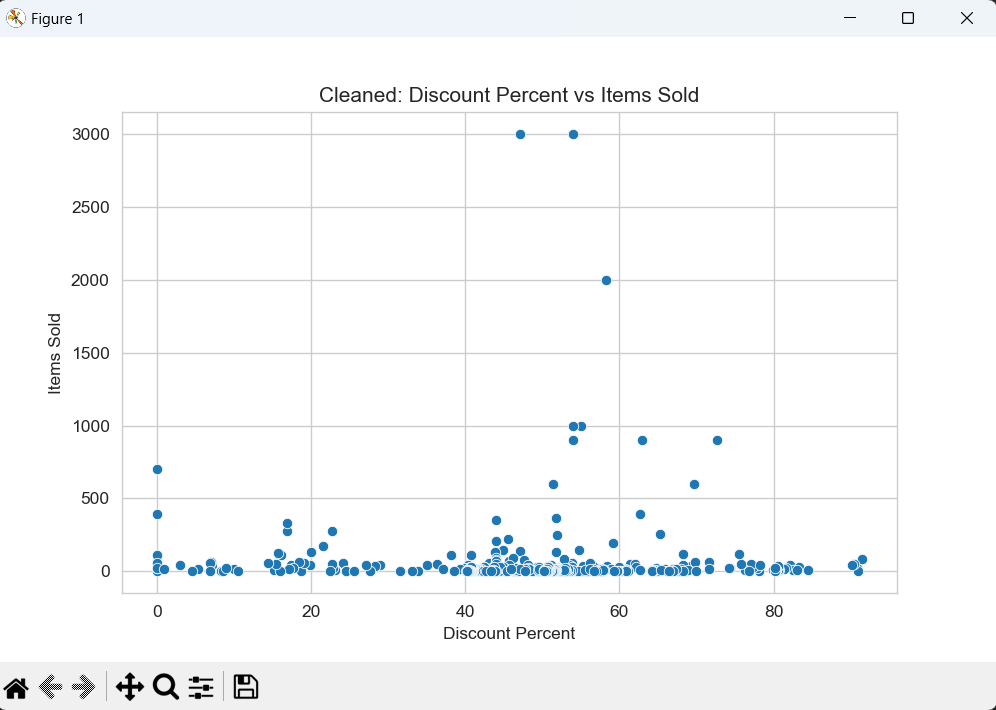 Figure 1
Cleaned: Discount Percent vs Items Sold
3000
2500
2000
1500
1000
500
0
Items Sold
0 20 40 60 80
Discount Percent